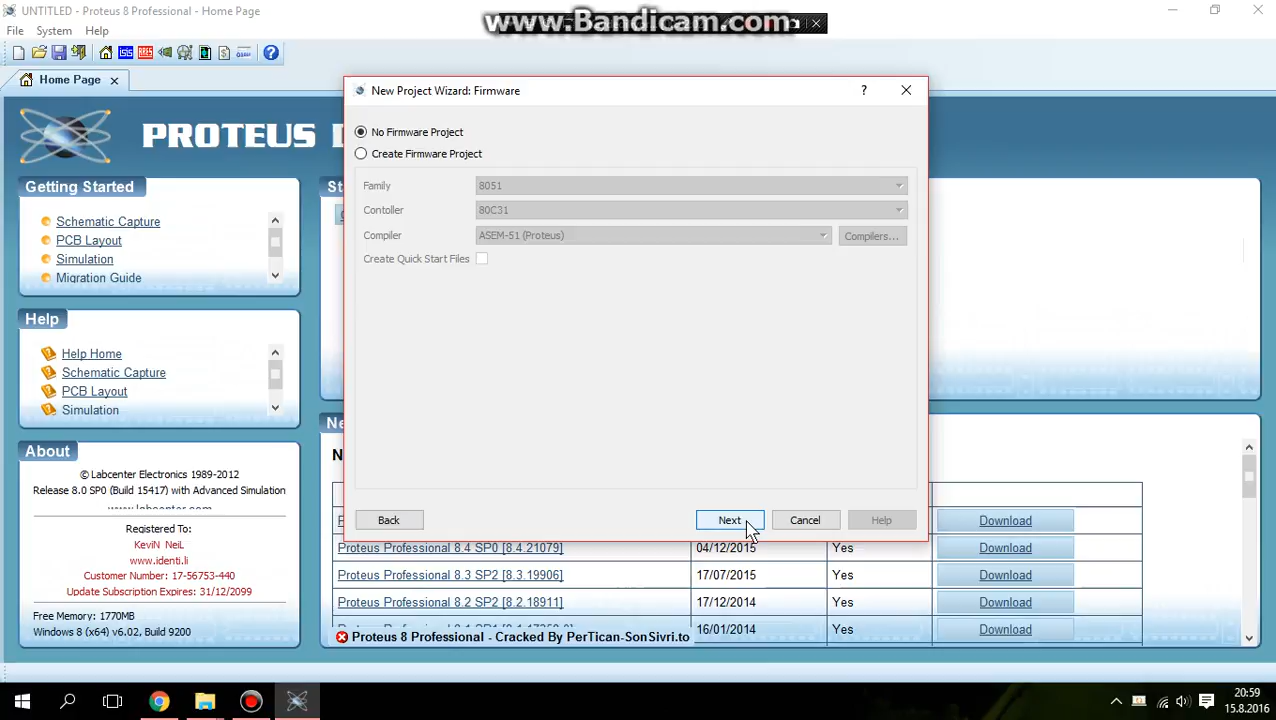 UNTITLED - Proteus 8 Professional - Home Page
www.Bandicam.com
File System Help
Home Page
New Project Wizard: Firmware
?
PROTEUS
No Firmware Project
Create Firmware Project
Family 8051
Contoller 80C31
Compiler ASEM-51 (Proteus) Compilers...
Create Quick Start Files
Back Next Cancel Help
Getting Started
Schematic Capture
PCB Layout
Simulation
Migration Guide
Help
Help Home
Schematic Capture
PCB Layout
Simulation
About
© Labcenter Electronics 1989-2012
Release 8.0 SP0 (Build 15417) with Advanced Simulation
Registered To:
KeviN NeiL
www.identi.li
Customer Number: 17-56753-440
Update Subscription Expires: 31/12/2099
Free Memory: 1770MB
Windows 8 (x64) v6.02, Build 9200
Download
Proteus Professional 8.4 SP0 [8.4.21079] 04/12/2015 Yes Download
Proteus Professional 8.3 SP2 [8.3.19906] 17/07/2015 Yes Download
Proteus Professional 8.2 SP2 [8.2.18911] 17/12/2014 Yes Download
16/01/2014 Yes Download
Proteus 8 Professional - Cracked By PerTican-SonSivri.to
20:59
15.8.2016